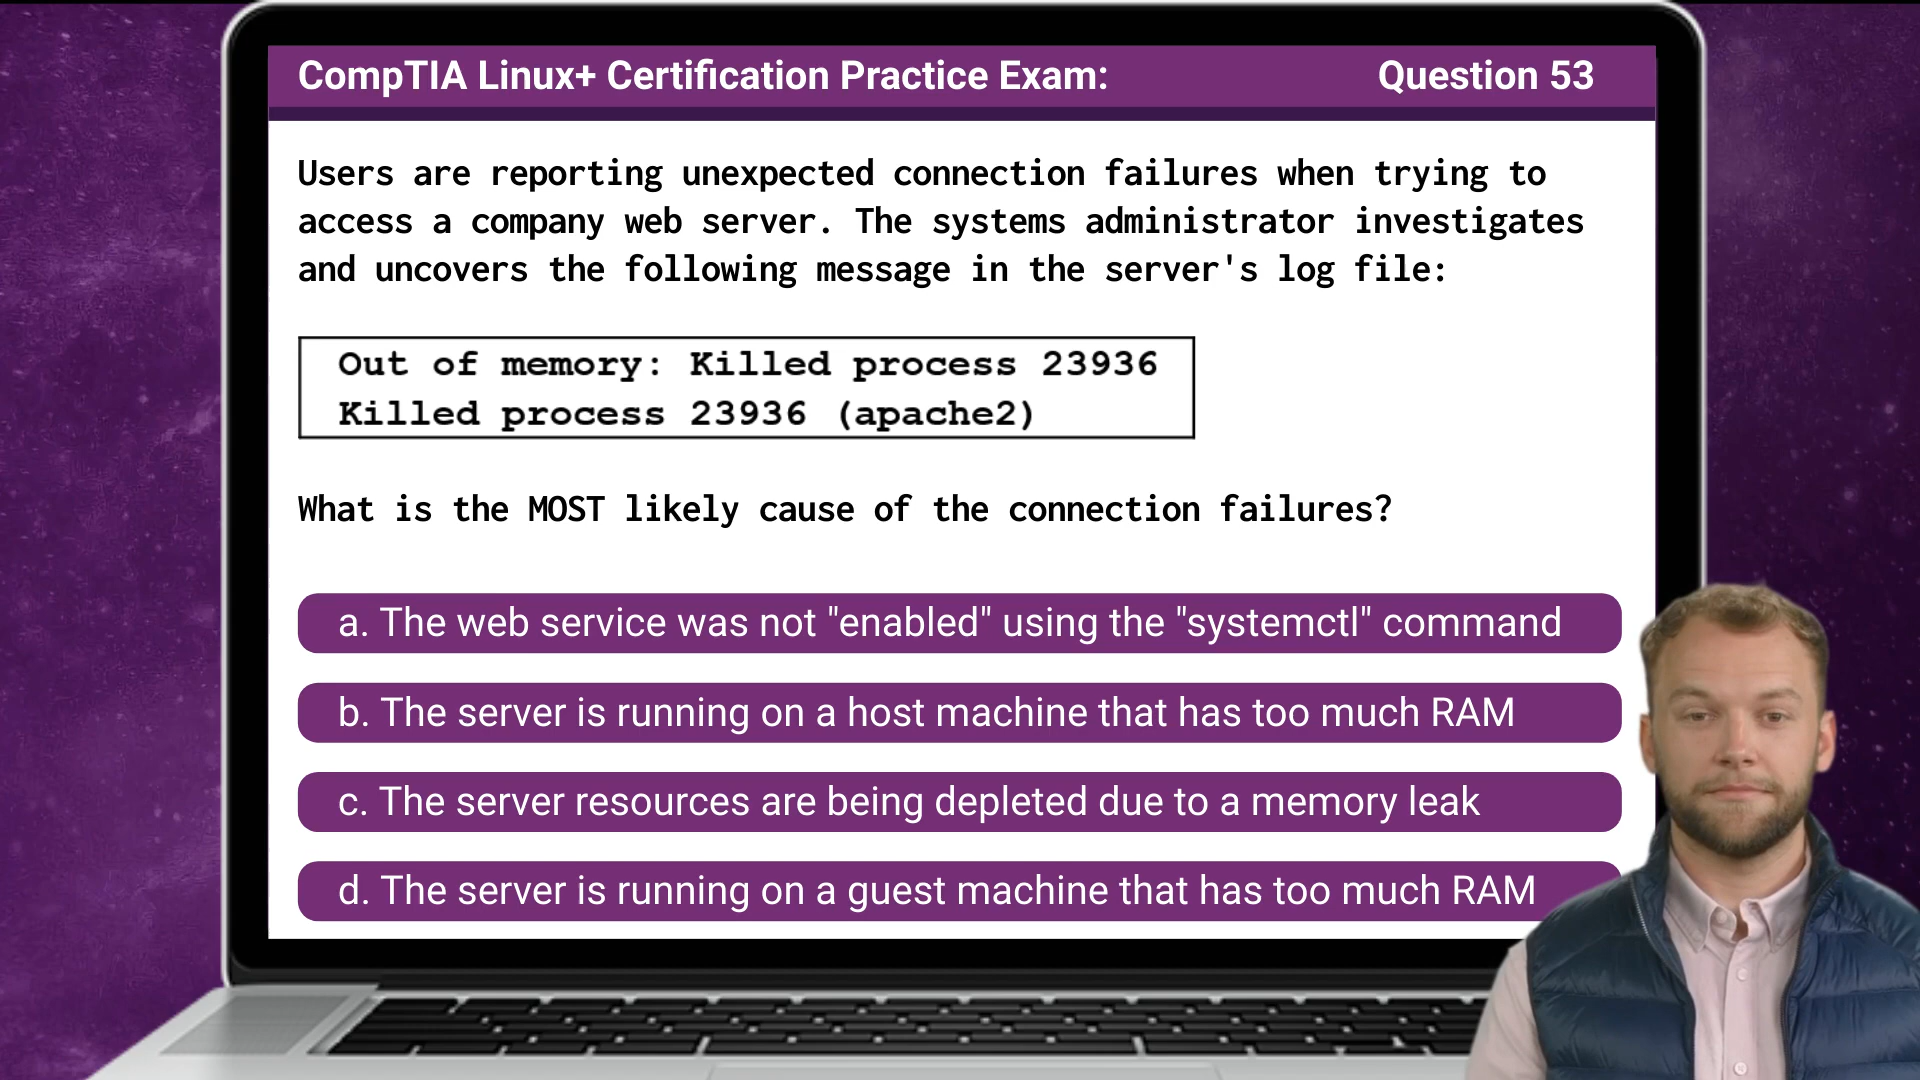 CompTIA Linux+ Certification Practice Exam: Question 53
Users are reporting unexpected connection failures when trying to
access a company web server. The systems administrator investigates
and uncovers the following message in the server's log file:
Out of memory: Killed process 23936
Killed process 23936 (apache2)
What is the MOST likely cause of the connection failures?
a. The web service was not "enabled" using the "systemctl" command
b. The server is running on a host machine that has too much RAM
c. The server resources are being depleted due to a memory leak
d. The server is running on a guest machine that has too much RAM